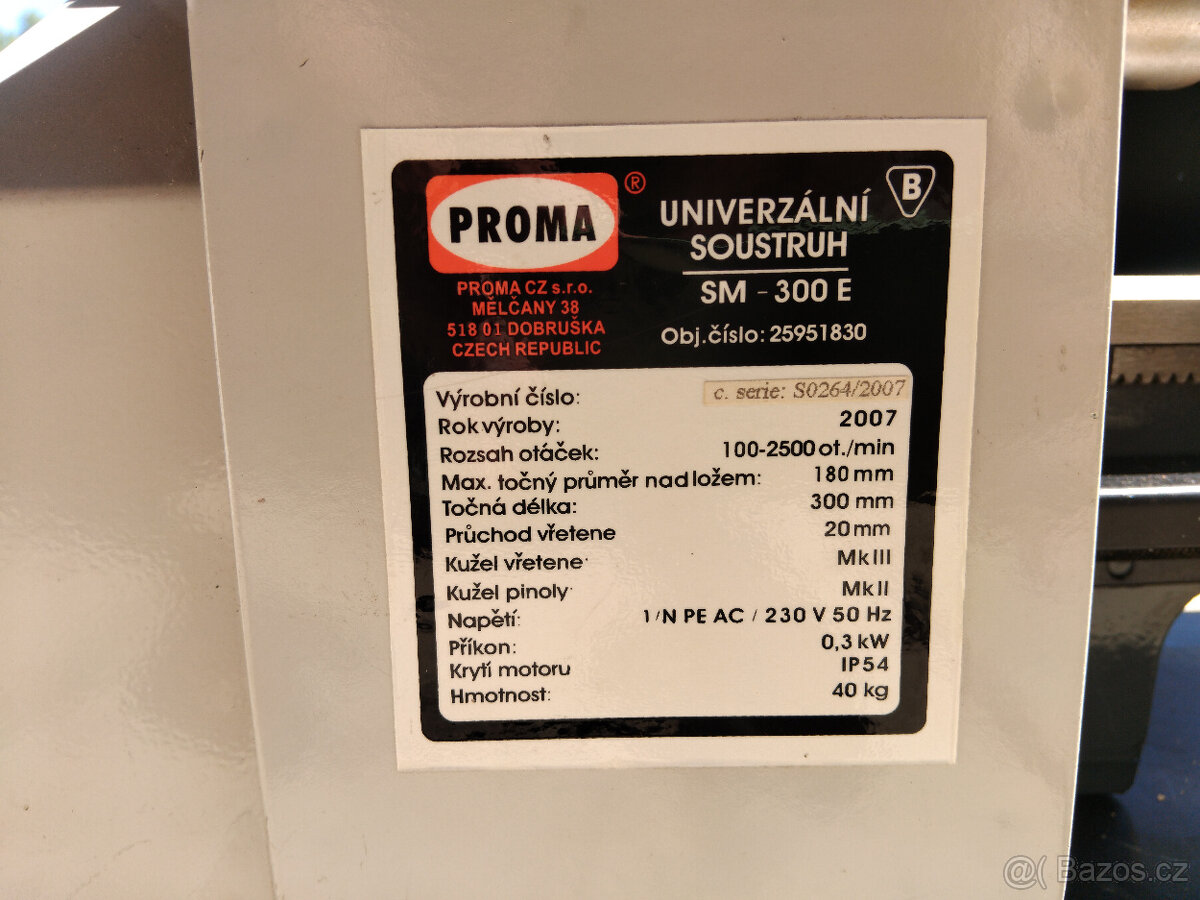 PROMA ®
PROMA CZ s.r.o.
MĚLČANY 38
518 01 DOBRUŠKA
CZECH REPUBLIC
UNIVERZÁLNÍ
SOUSTRUH
SM - 300 E
Obj.číslo: 25951830
B
Výrobní číslo: c. serie: S0264/2007
Rok výroby: 2007
Rozsah otáček: 100-2500 ot./min
Max. točný průměr nad ložem: 180 mm
Točná délka: 300 mm
Průchod vřetene 20 mm
Kužel vřetene: Mk III
Kužel pinoly: Mk II
Napětí: 1/N PE AC / 230 V 50 Hz
Příkon: 0,3 kW
Krytí motoru IP 54
Hmotnost: 40 kg
@( Bazos.cz